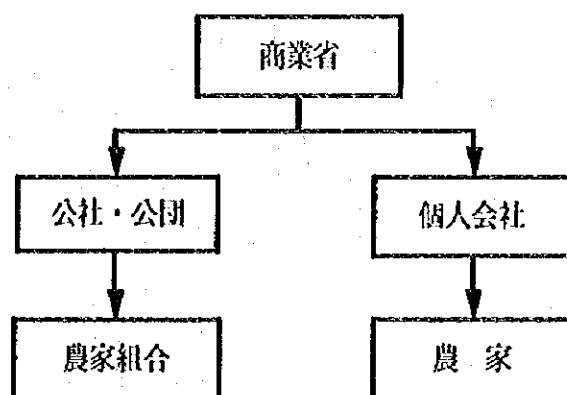 商業省
公社・公団
個人会社
農家組合
農 家